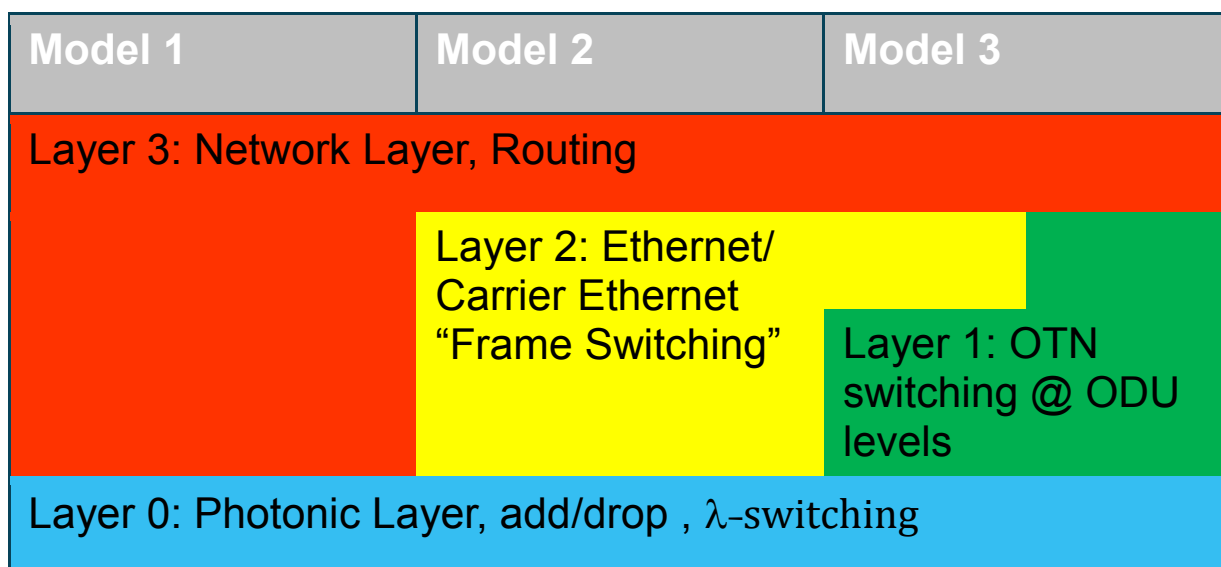 Model 1
Model 2
Model 3
Layer 3: Network Layer, Routing
Layer 2: Ethernet/
Carrier Ethernet
“Frame Switching”
Layer 1: OTN
switching @ ODU
levels
Layer 0: Photonic Layer, add/drop , λ-switching